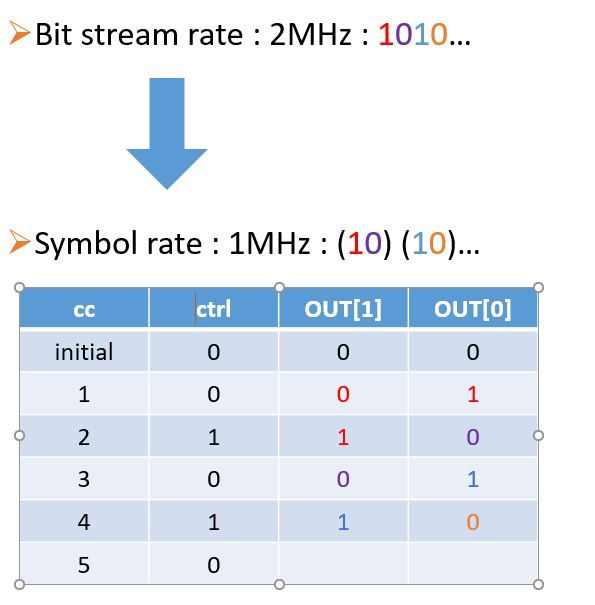 Bit stream rate : 2MHz : 1010...
Symbol rate : 1MHz : (10) (10)...
cc ctrl OUT[1] OUT[0]
initial 0 0 0
1 0 0 1
2 1 1 0
3 0 0 1
4 1 1 0
5 0